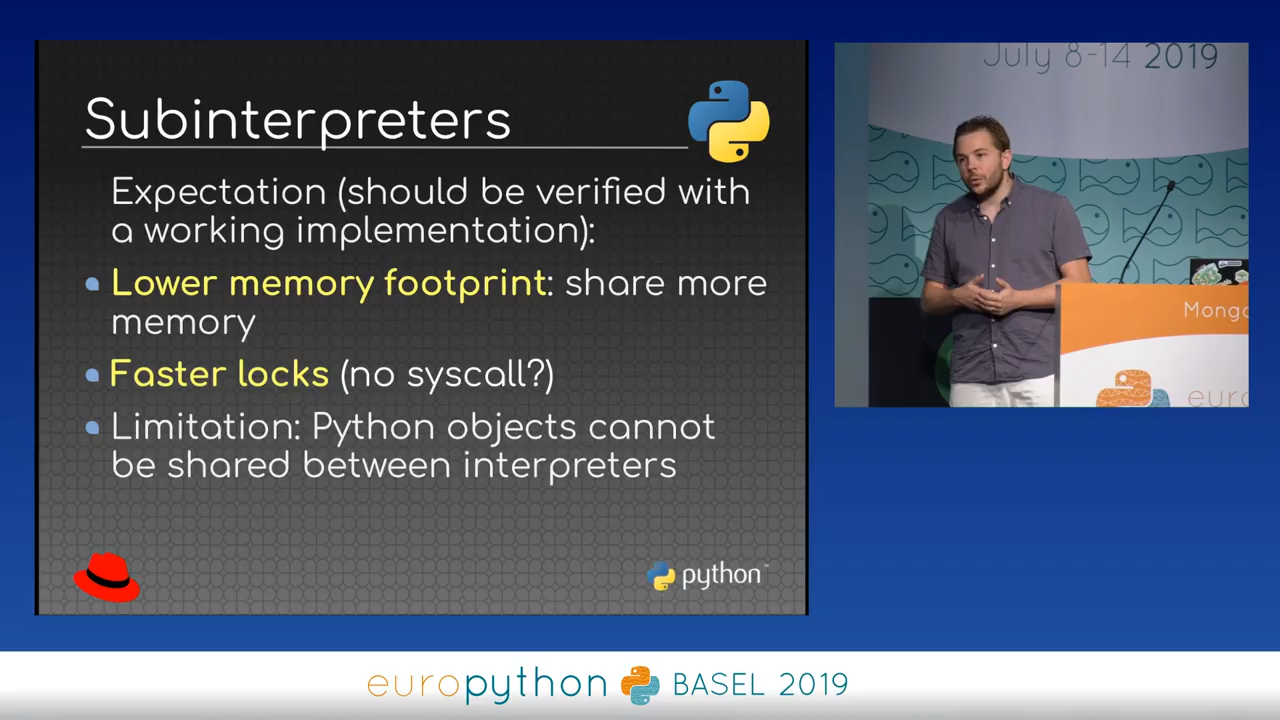 Subinterpreters
Expectation (should be verified with
a working implementation):
Lower memory footprint: share more
memory
Faster locks (no syscall?)
Limitation: Python objects cannot
be shared between interpreters
python™
July 8-14 2019
Mongo
euro
europython BASEL 2019